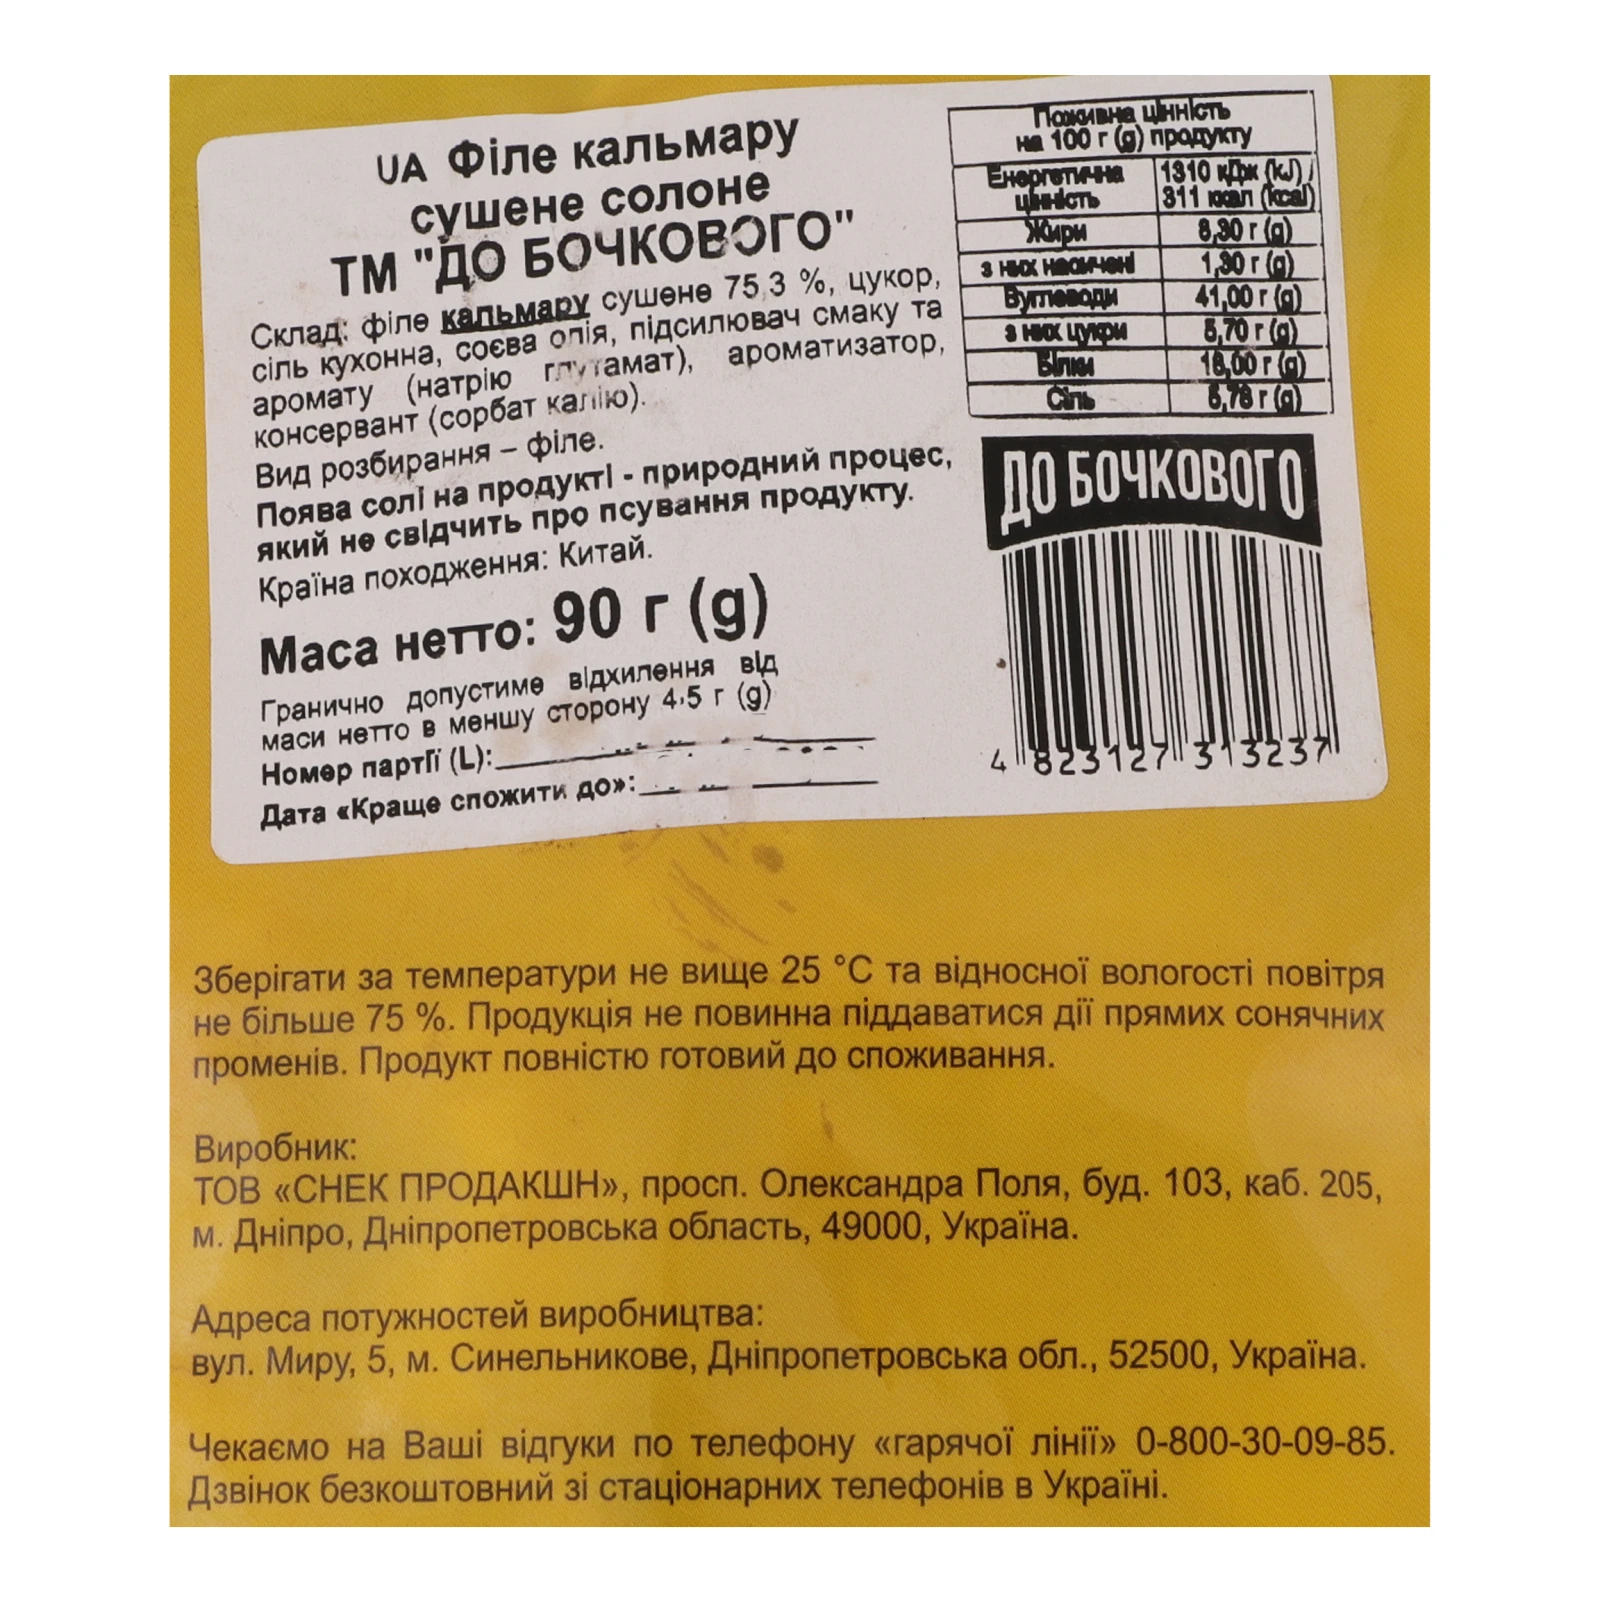 UA Філе кальмару
сушене солоне
ТМ "ДО БОЧКОВОГО"
Склад: філе кальмару сушене 75,3 %, цукор,
сіль кухонна, соєва олія, підсилювач смаку та
аромату (натрію глутамат), ароматизатор,
консервант (сорбат калію).
Вид розбирання – філе.
Поява солі на продукті - природний процес,
який не свідчить про псування продукту.
Країна походження: Китай.
Маса нетто: 90 г (g)
Гранично допустиме відхилення від
маси нетто в меншу сторону 4,5 г (g)
Номер партії (L):
Дата «Краще спожити до»:
Поживна цінність
на 100 г (g) продукту
Енергетична цінність 1310 кДж (kJ) / 311 ккал (kcal)
Жири 8,30 г (g)
з них насичені 1,30 г (g)
Вуглеводи 41,00 г (g)
з них цукри 5,70 г (g)
Білки 18,00 г (g)
Сіль г (g)
ДО БОЧКОВОГО
4 823127 313237
Зберігати за температури не вище 25 °С та відносної вологості повітря
не більше 75 %. Продукція не повинна піддаватися дії прямих сонячних
променів. Продукт повністю готовий до споживання.
Виробник:
ТОВ «СНЕК ПРОДАКШН», просп. Олександра Поля, буд. 103, каб. 205,
м. Дніпро, Дніпропетровська область, 49000, Україна.
Адреса потужностей виробництва:
вул. Миру, 5, м. Синельникове, Дніпропетровська обл., 52500, Україна.
Чекаємо на Ваші відгуки по телефону «гарячої лінії» 0-800-30-09-85.
Дзвінок безкоштовний зі стаціонарних телефонів в Україні.